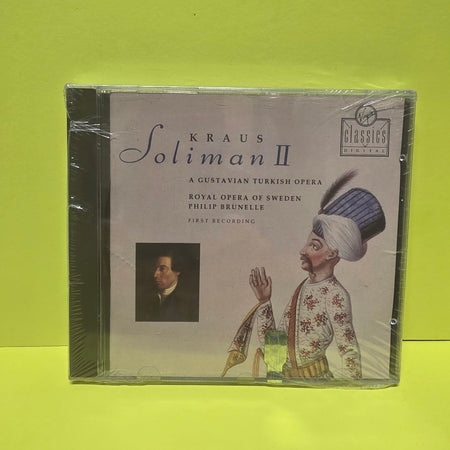 KRAUS
Soliman II
A GUSTAVIAN TURKISH OPERA
ROYAL OPERA OF SWEDEN
PHILIP BRUNELLE
FIRST RECORDING
Virgin
classics
DIGITAL